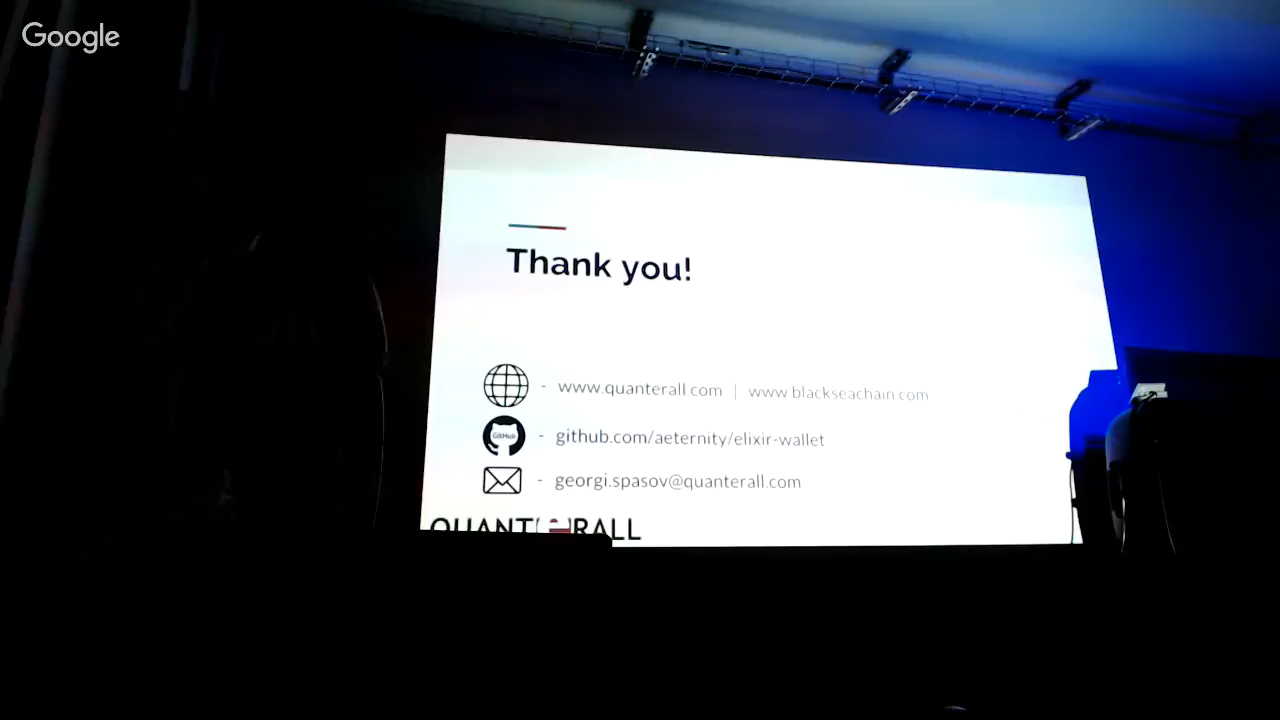 Google
Thank you!
- www.quanterall.com | www.blackseachain.com
GitHub - github.com/aeternity/elixir-wallet
- georgi.spasov@quanterall.com
QUANTERALL